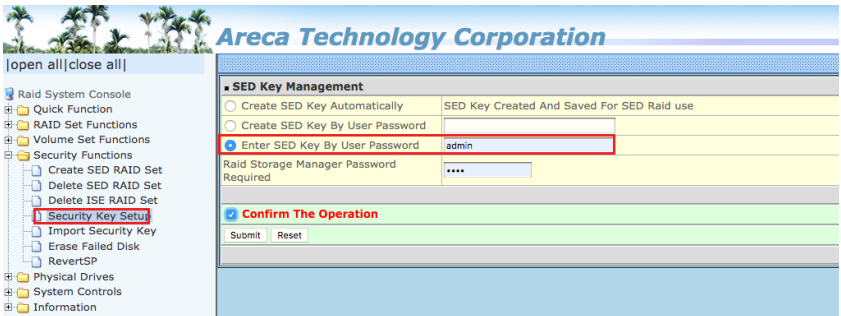 Areca Technology Corporation
|open all|close all|
Raid System Console
Quick Function
RAID Set Functions
Volume Set Functions
Security Functions
Create SED RAID Set
Delete SED RAID Set
Delete ISE RAID Set
Security Key Setup
Import Security Key
Erase Failed Disk
RevertSP
Physical Drives
System Controls
Information
SED Key Management
Create SED Key Automatically SED Key Created And Saved For SED Raid use
Create SED Key By User Password
Enter SED Key By User Password admin
Raid Storage Manager Password
Required ••••
Confirm The Operation
Submit Reset